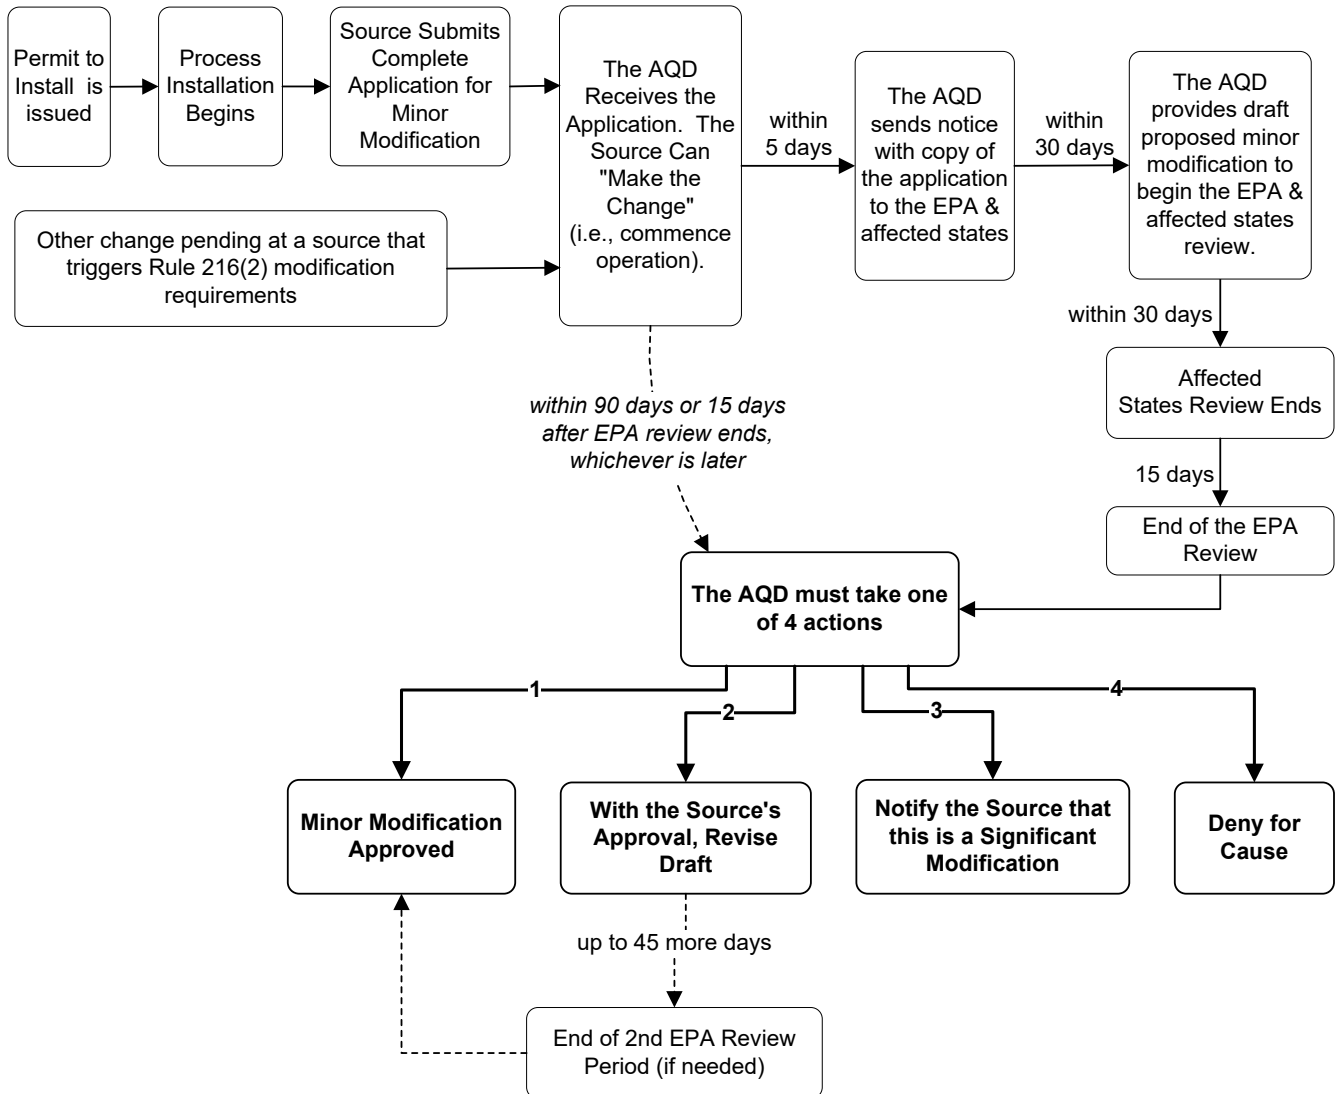 Permit to
Install is
issued
Process
Installation
Begins
Source Submits
Complete
Application for
Minor
Modification
The AQD
Receives the
Application. The
Source Can
"Make the
Change"
(i.e., commence
operation).
within
5 days
The AQD
sends notice
with copy of
the application
to the EPA &
affected states
within
30 days
The AQD
provides draft
proposed minor
modification to
begin the EPA &
affected states
review.
Other change pending at a source that
triggers Rule 216(2) modification
requirements
within 30 days
Affected
States Review Ends
15 days
End of the EPA
Review
within 90 days or 15 days
after EPA review ends,
whichever is later
The AQD must take one
of 4 actions
1
2
3
4
Minor Modification
Approved
With the Source's
Approval, Revise
Draft
Notify the Source that
this is a Significant
Modification
Deny for
Cause
up to 45 more days
End of 2nd EPA Review
Period (if needed)